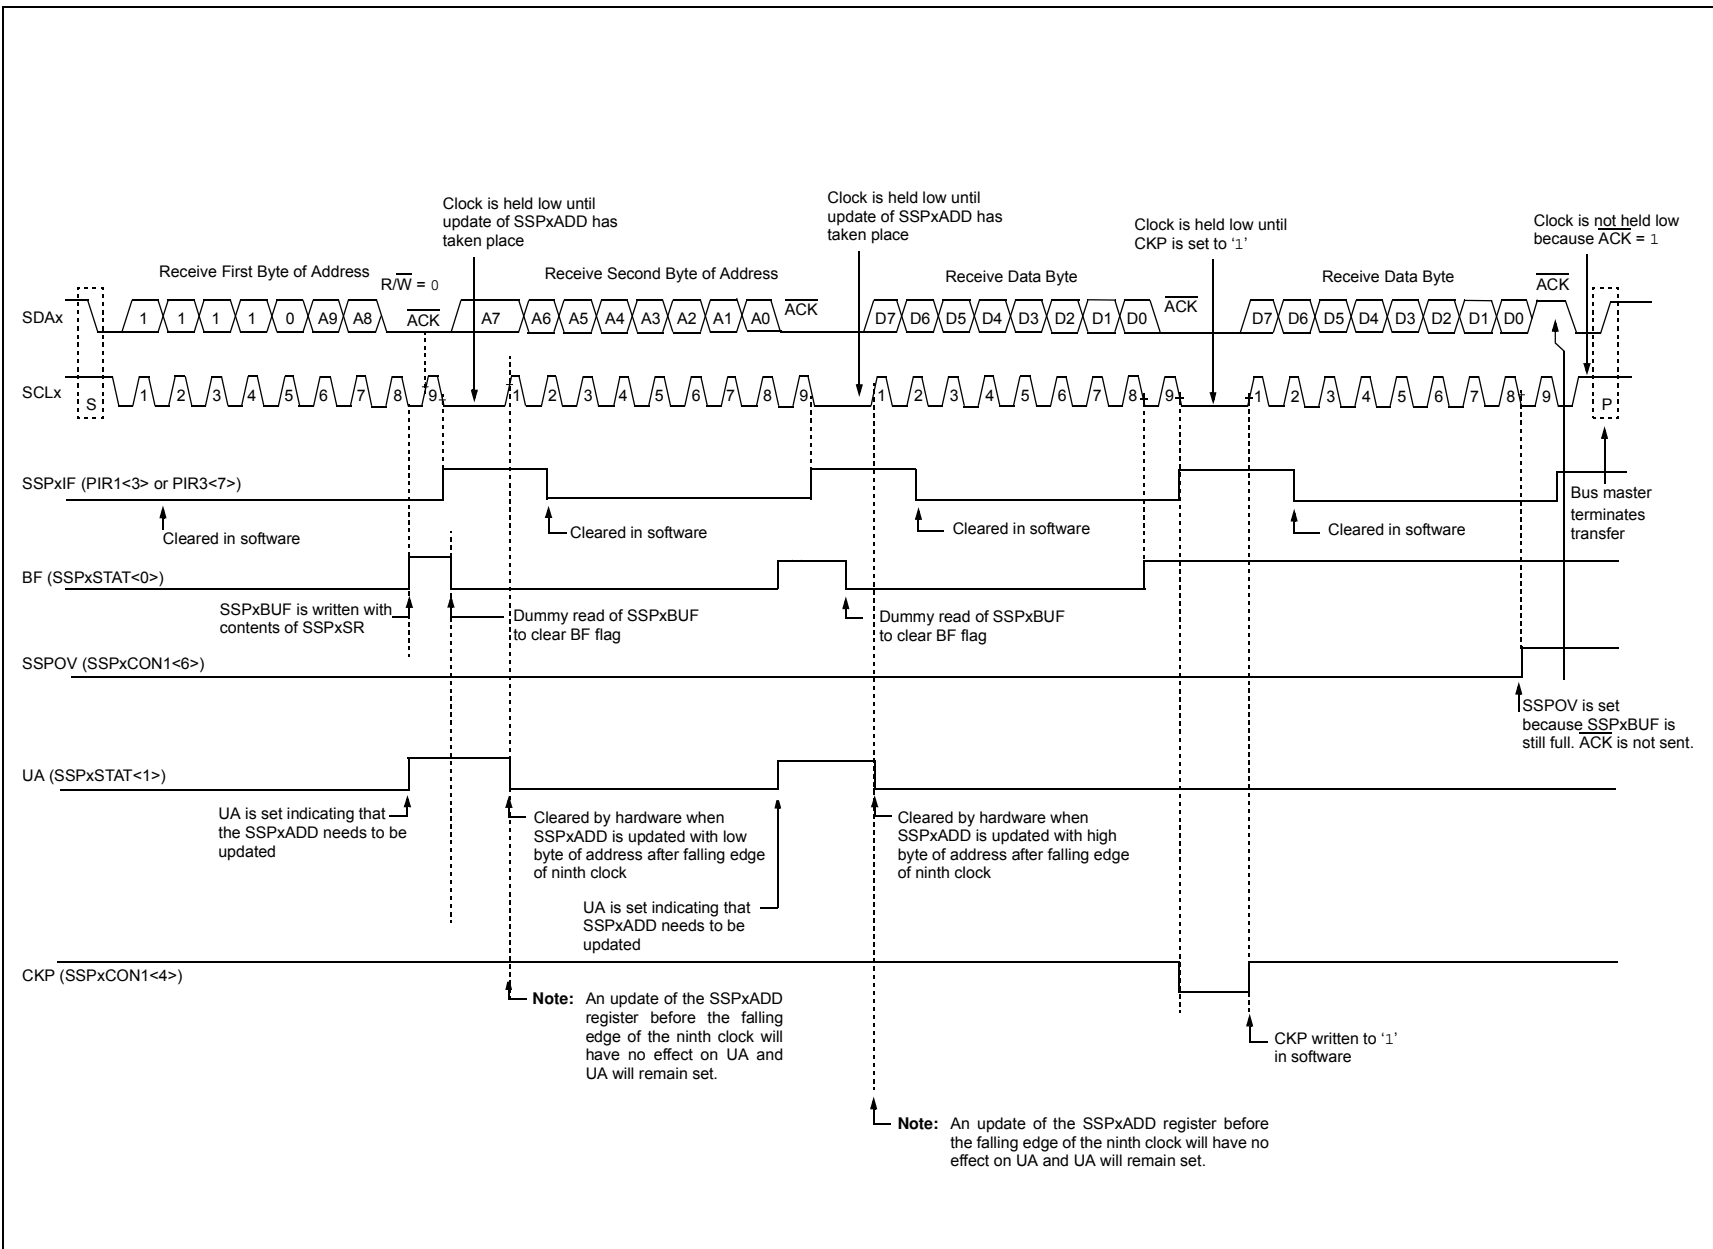 Clock is held low until
update of SSPxADD has
taken place
Clock is held low until
update of SSPxADD has
taken place
Clock is held low until
CKP is set to ‘1’
Clock is not held low
because A̅C̅K̅ = 1
Receive First Byte of Address
R/W̅ = 0
Receive Second Byte of Address
Receive Data Byte
Receive Data Byte
SDAx
1 1 1 1 0 A9 A8 A̅C̅K̅ A7 A6 A5 A4 A3 A2 A1 A0 A̅C̅K̅ D7 D6 D5 D4 D3 D2 D1 D0 A̅C̅K̅ D7 D6 D5 D4 D3 D2 D1 D0 A̅C̅K̅
SCLx
S 1 2 3 4 5 6 7 8 9 1 2 3 4 5 6 7 8 9 1 2 3 4 5 6 7 8 9 1 2 3 4 5 6 7 8 9 P
SSPxIF (PIR1<3> or PIR3<7>)
Cleared in software
Cleared in software
Cleared in software
Cleared in software
Bus master
terminates
transfer
BF (SSPxSTAT<0>)
SSPxBUF is written with
contents of SSPxSR
Dummy read of SSPxBUF
to clear BF flag
Dummy read of SSPxBUF
to clear BF flag
SSPOV (SSPxCON1<6>)
SSPOV is set
because SSPxBUF is
still full. A̅C̅K̅ is not sent.
UA (SSPxSTAT<1>)
UA is set indicating that
the SSPxADD needs to be
updated
Cleared by hardware when
SSPxADD is updated with low
byte of address after falling edge
of ninth clock
Cleared by hardware when
SSPxADD is updated with high
byte of address after falling edge
of ninth clock
UA is set indicating that
SSPxADD needs to be
updated
CKP (SSPxCON1<4>)
Note: An update of the SSPxADD
register before the falling
edge of the ninth clock will
have no effect on UA and
UA will remain set.
CKP written to ‘1’
in software
Note: An update of the SSPxADD register before
the falling edge of the ninth clock will have no
effect on UA and UA will remain set.